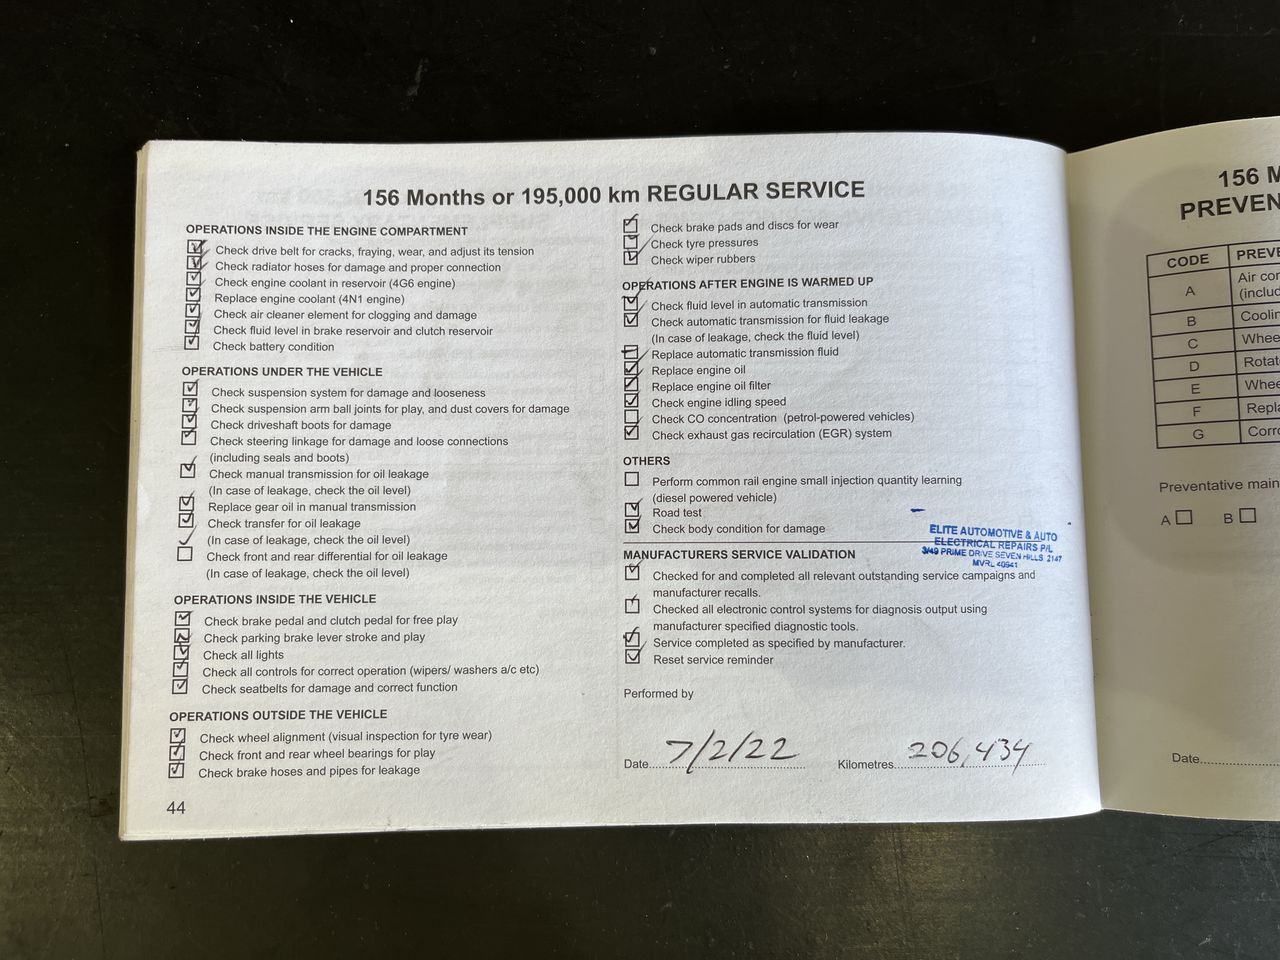 156 Months or 195,000 km REGULAR SERVICE
OPERATIONS INSIDE THE ENGINE COMPARTMENT
Check drive belt for cracks, fraying, wear, and adjust its tension
Check radiator hoses for damage and proper connection
Check engine coolant in reservoir (4G6 engine)
Replace engine coolant (4N1 engine)
Check air cleaner element for clogging and damage
Check fluid level in brake reservoir and clutch reservoir
Check battery condition
OPERATIONS UNDER THE VEHICLE
Check suspension system for damage and looseness
Check suspension arm ball joints for play, and dust covers for damage
Check driveshaft boots for damage
Check steering linkage for damage and loose connections
(including seals and boots)
Check manual transmission for oil leakage
(In case of leakage, check the oil level)
Replace gear oil in manual transmission
Check transfer for oil leakage
(In case of leakage, check the oil level)
Check front and rear differential for oil leakage
(In case of leakage, check the oil level)
OPERATIONS INSIDE THE VEHICLE
Check brake pedal and clutch pedal for free play
Check parking brake lever stroke and play
Check all lights
Check all controls for correct operation (wipers/ washers a/c etc)
Check seatbelts for damage and correct function
OPERATIONS OUTSIDE THE VEHICLE
Check wheel alignment (visual inspection for tyre wear)
Check front and rear wheel bearings for play
Check brake hoses and pipes for leakage
44
Check brake pads and discs for wear
Check tyre pressures
Check wiper rubbers
OPERATIONS AFTER ENGINE IS WARMED UP
Check fluid level in automatic transmission
Check automatic transmission for fluid leakage
(In case of leakage, check the fluid level)
Replace automatic transmission fluid
Replace engine oil
Replace engine oil filter
Check engine idling speed
Check CO concentration (petrol-powered vehicles)
Check exhaust gas recirculation (EGR) system
OTHERS
Perform common rail engine small injection quantity learning
(diesel powered vehicle)
Road test
Check body condition for damage
ELITE AUTOMOTIVE & AUTO
ELECTRICAL REPAIRS P/L
3/49 PRIME DRIVE SEVEN HILLS 2147
MVRL 40941
MANUFACTURERS SERVICE VALIDATION
Checked for and completed all relevant outstanding service campaigns and
manufacturer recalls.
Checked all electronic control systems for diagnosis output using
manufacturer specified diagnostic tools.
Service completed as specified by manufacturer.
Reset service reminder
Performed by
Date 7/2/22 Kilometres 206,434
156 M
PREVEN
CODE PREVE
A Air cor
(includ
B Coolin
C Whee
D Rotat
E Whee
F Repla
G Corro
Preventative main
A B
Date